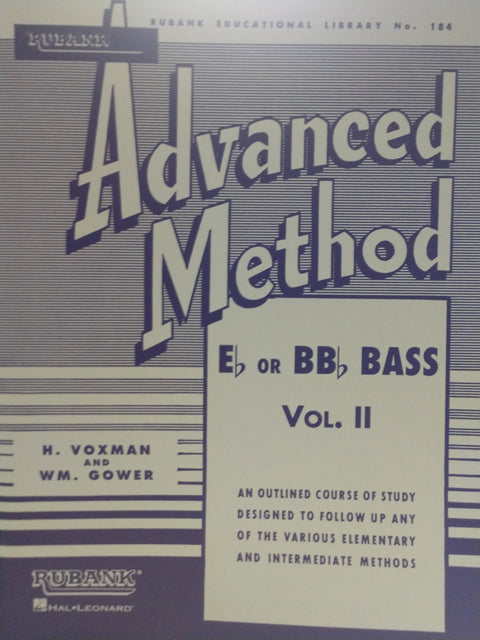 RUBANK EDUCATIONAL LIBRARY No. 184
RUBANK
Advanced
Method
E♭ OR BB♭ BASS
VOL. II
H. VOXMAN
AND
WM. GOWER
AN OUTLINED COURSE OF STUDY
DESIGNED TO FOLLOW UP ANY
OF THE VARIOUS ELEMENTARY
AND INTERMEDIATE METHODS
RUBANK®
HAL•LEONARD®